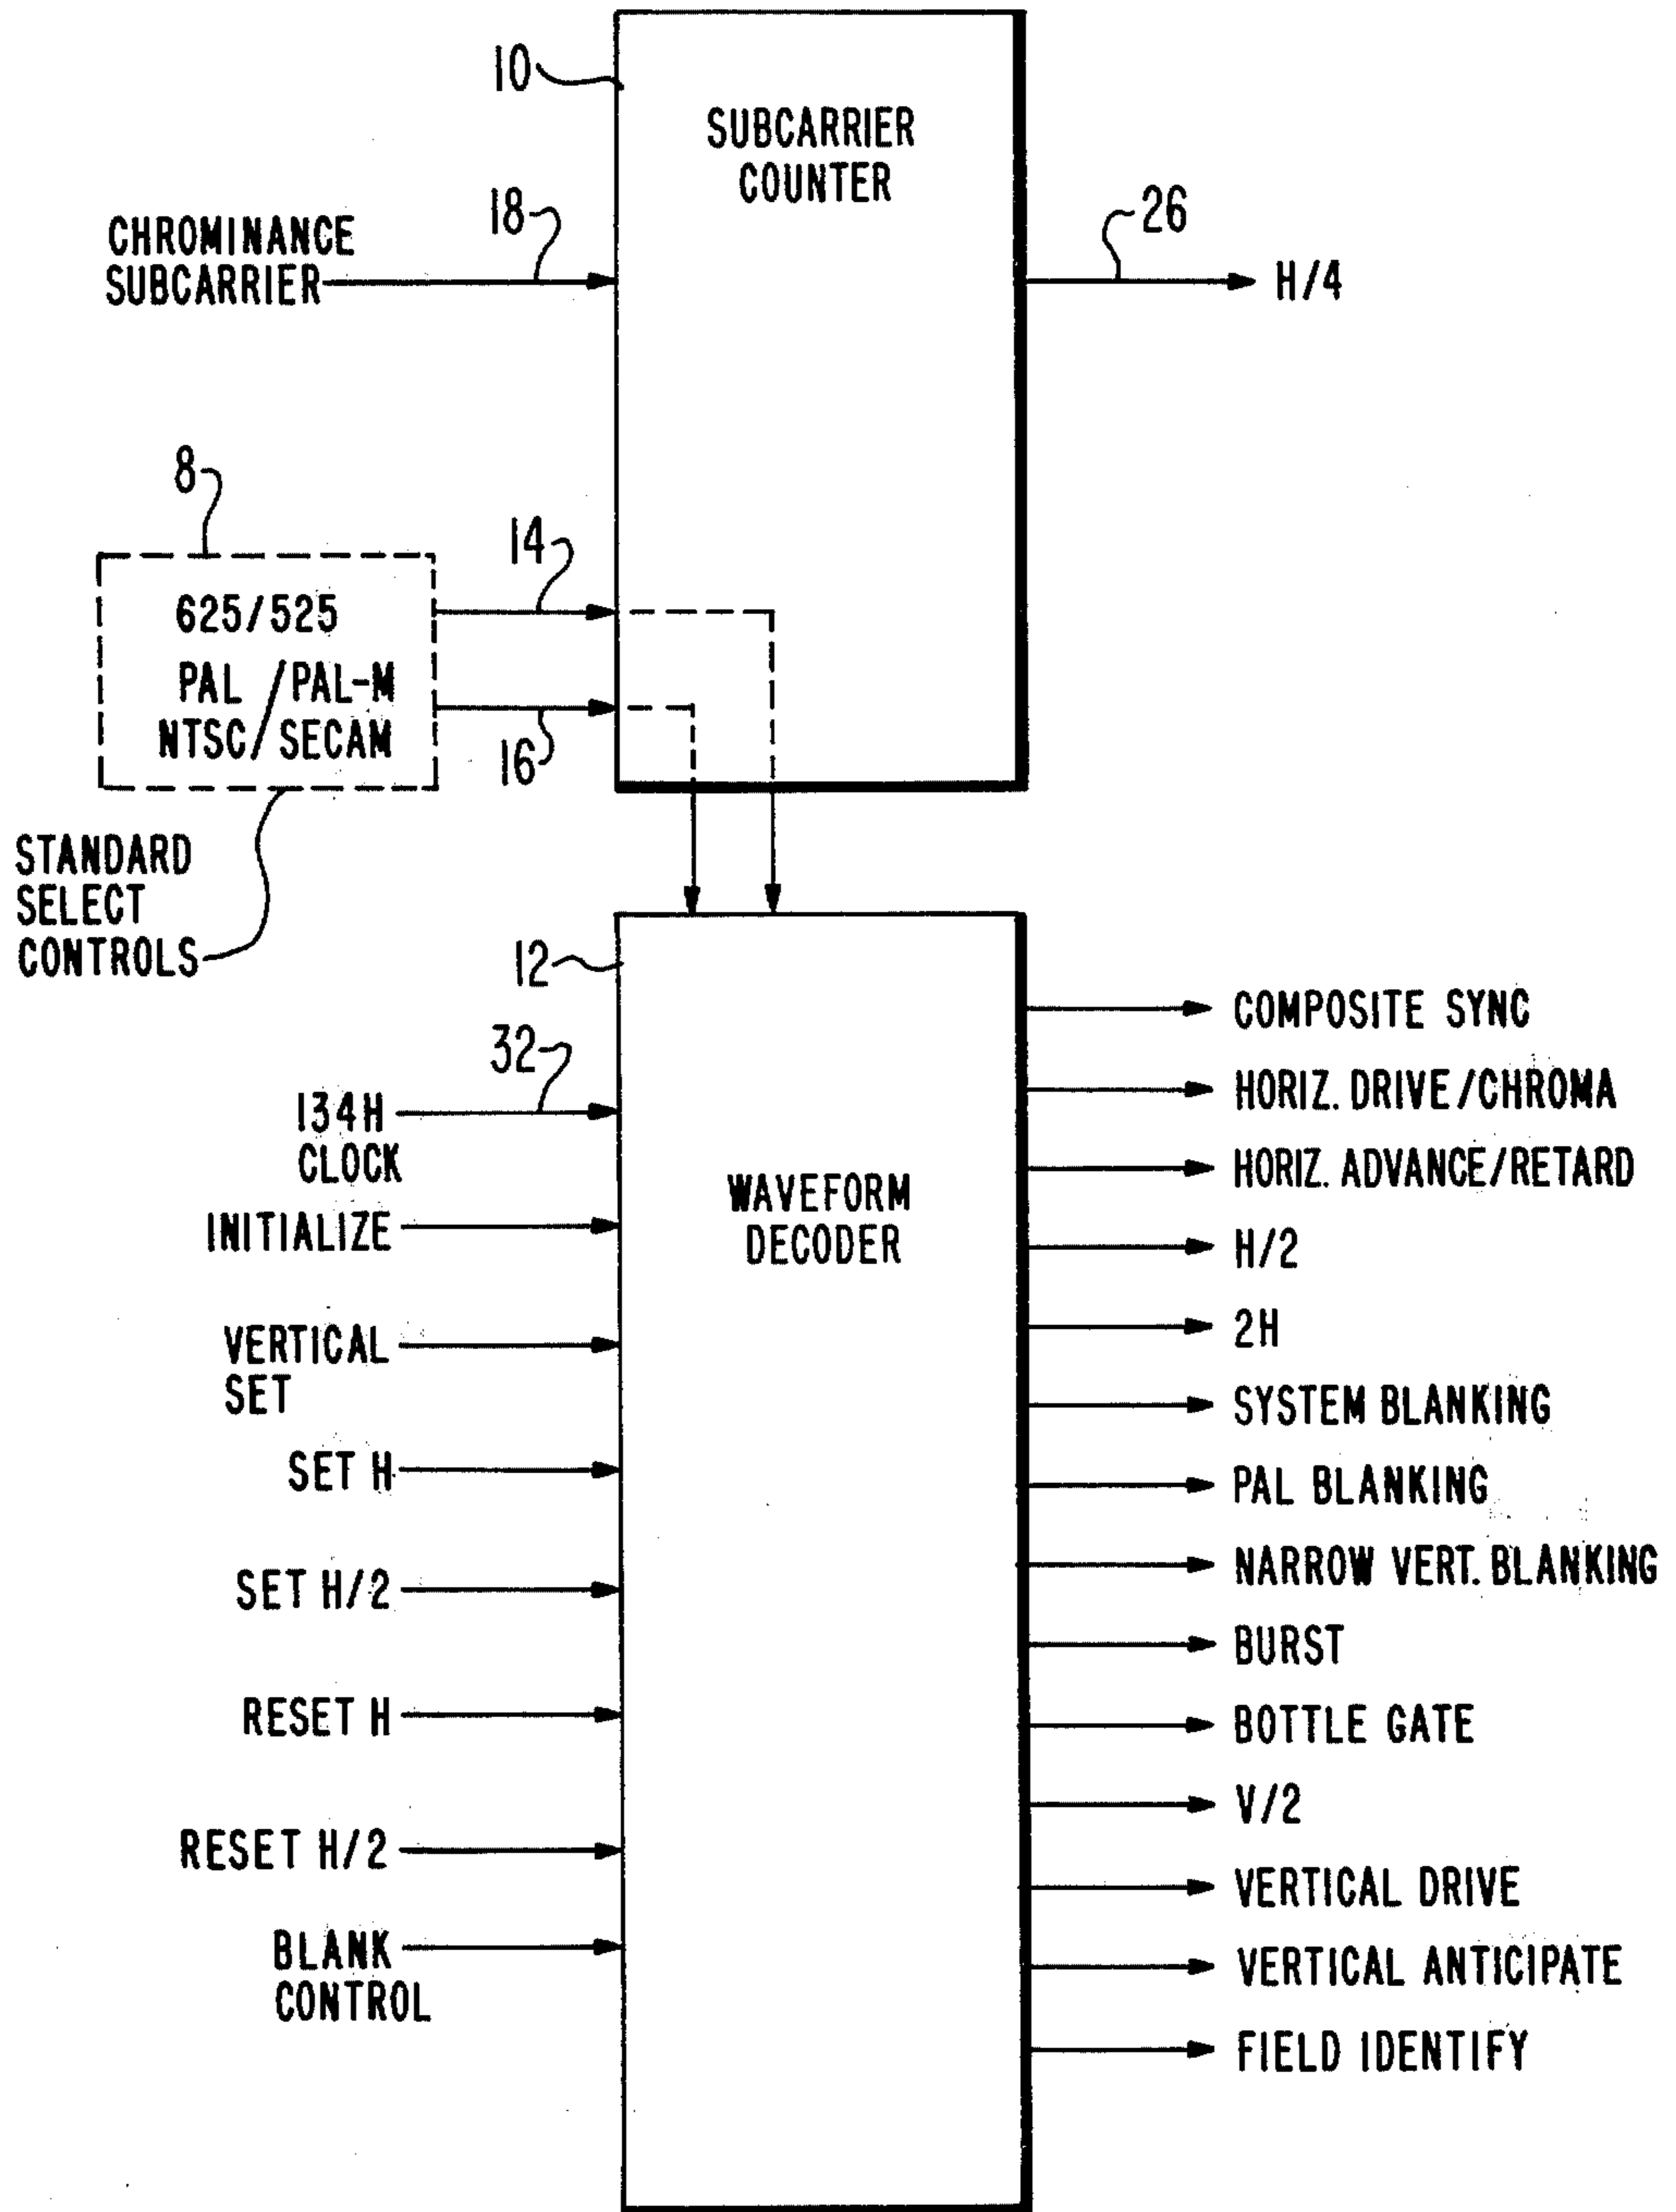 10
SUBCARRIER
COUNTER
CHROMINANCE
SUBCARRIER
18
26
H/4
8
625/525
PAL /PAL-M
NTSC/SECAM
14
16
STANDARD
SELECT
CONTROLS
12
32
134H
CLOCK
INITIALIZE
VERTICAL
SET
SET H
SET H/2
RESET H
RESET H/2
BLANK
CONTROL
WAVEFORM
DECODER
COMPOSITE SYNC
HORIZ. DRIVE/CHROMA
HORIZ. ADVANCE/RETARD
H/2
2H
SYSTEM BLANKING
PAL BLANKING
NARROW VERT. BLANKING
BURST
BOTTLE GATE
V/2
VERTICAL DRIVE
VERTICAL ANTICIPATE
FIELD IDENTIFY